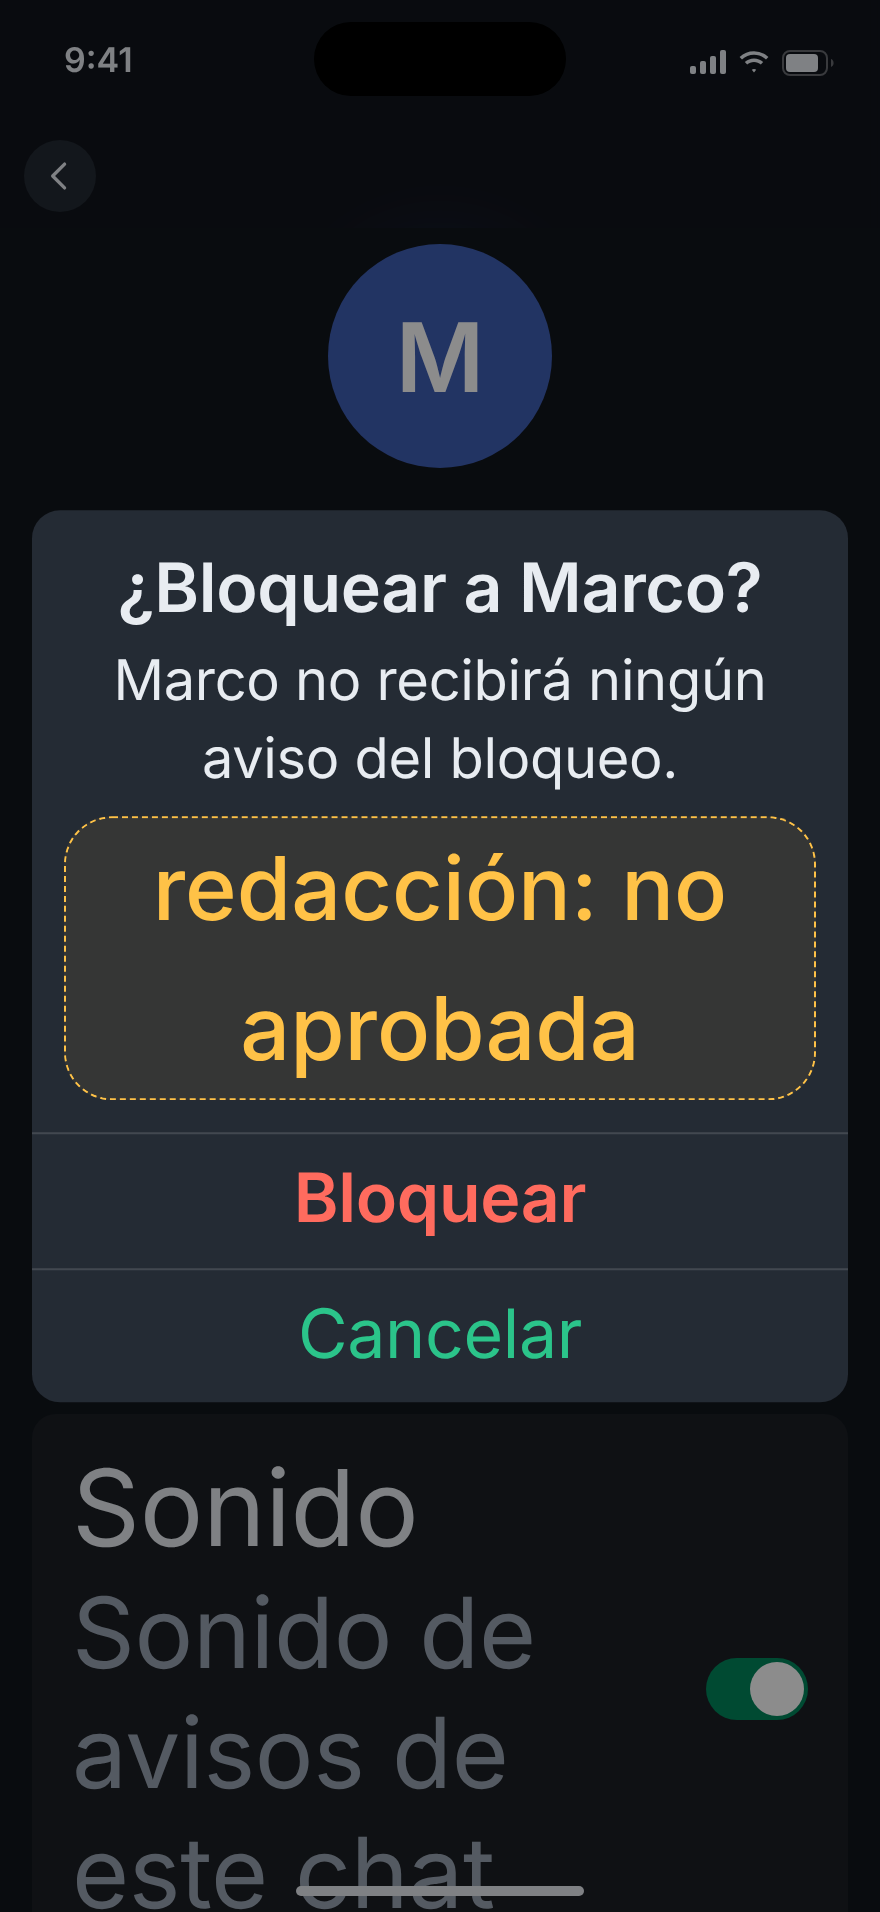 9:41
M
¿Bloquear a Marco?
Marco no recibirá ningún
aviso del bloqueo.
redacción: no
aprobada
Bloquear
Cancelar
Sonido
Sonido de
avisos de
este chat